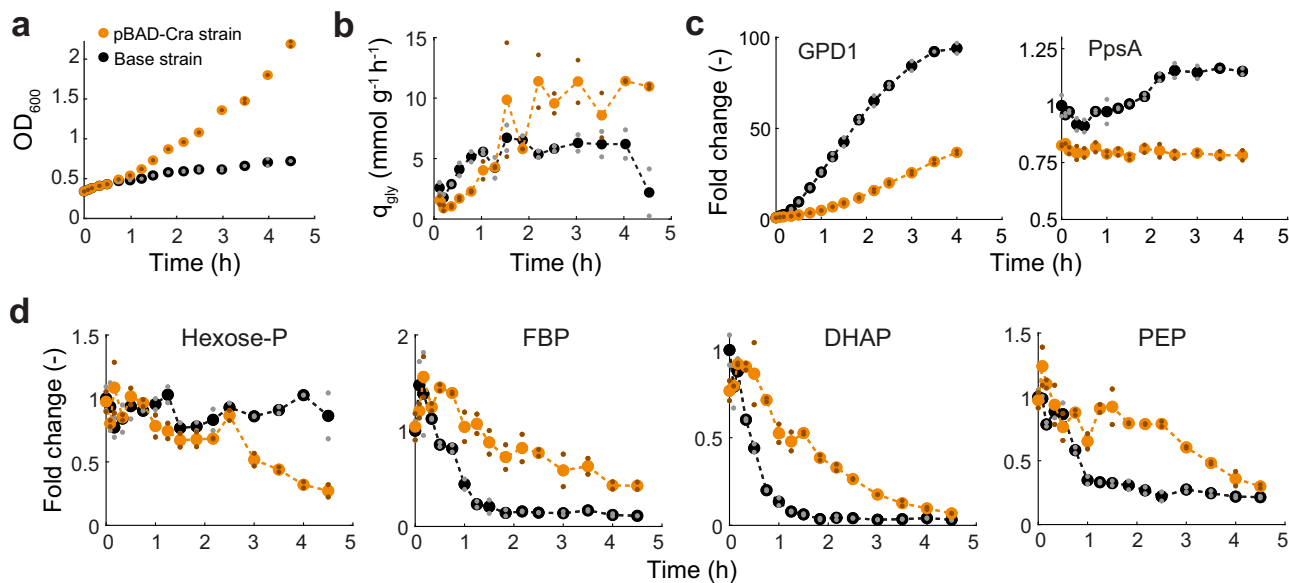 a
pBAD-Cra strain
Base strain
OD600
2
1.5
1
0.5
0
0 1 2 3 4 5
Time (h)
b
qgly (mmol g-1 h-1)
15
10
5
0
0 1 2 3 4 5
Time (h)
c
GPD1
Fold change (-)
100
50
0
0 1 2 3 4 5
PpsA
1.25
1
0.75
0.5
0 1 2 3 4 5
Time (h)
d
Hexose-P
Fold change (-)
1.5
1
0.5
0
0 1 2 3 4 5
FBP
2
1
0
0 1 2 3 4 5
DHAP
1
0.5
0
0 1 2 3 4 5
PEP
1.5
1
0.5
0
0 1 2 3 4 5
Time (h)